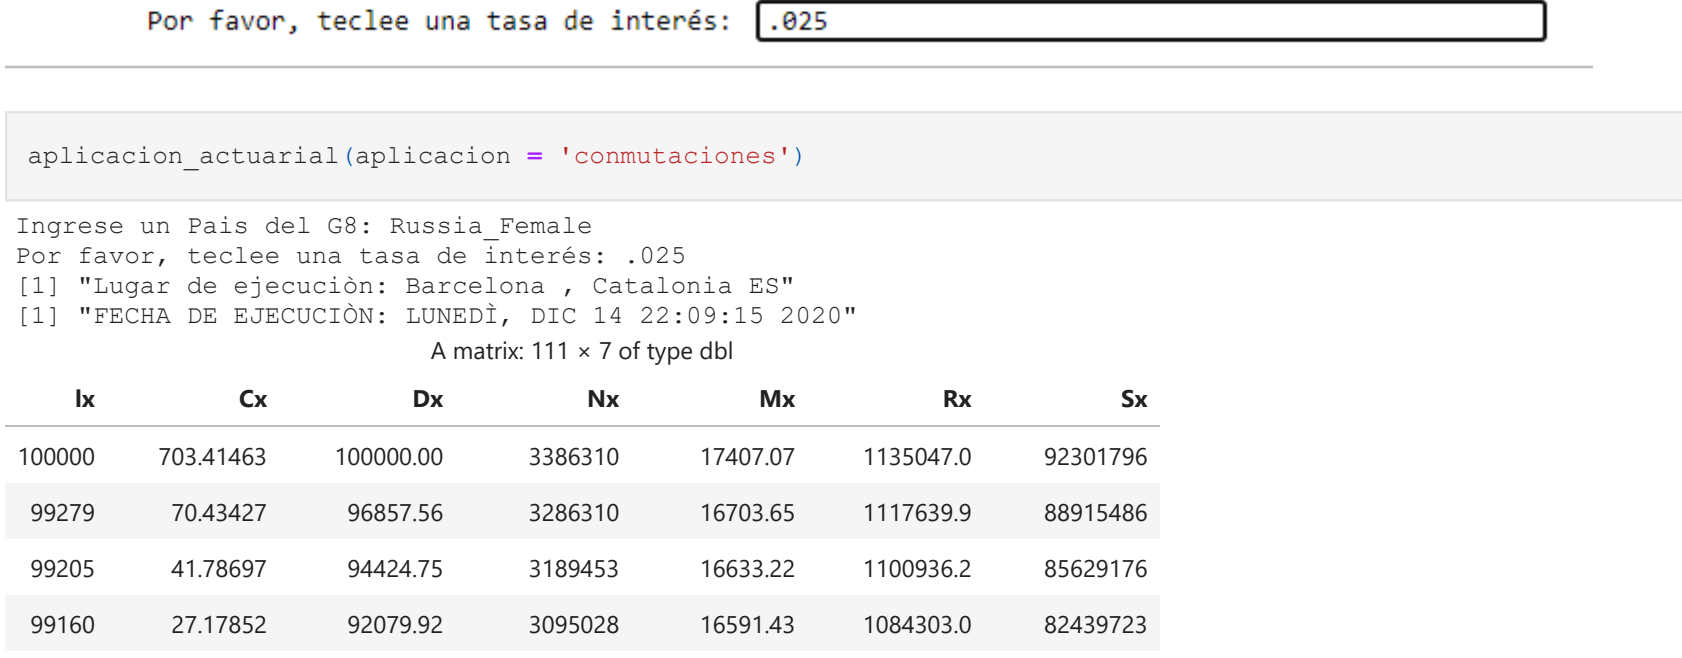 Por favor, teclee una tasa de interés: .025
aplicacion_actuarial(aplicacion = 'conmutaciones')
Ingrese un Pais del G8: Russia_Female
Por favor, teclee una tasa de interés: .025
[1] "Lugar de ejecuciòn: Barcelona , Catalonia ES"
[1] "FECHA DE EJECUCIÒN: LUNEDÌ, DIC 14 22:09:15 2020"
A matrix: 111 × 7 of type dbl
lx Cx Dx Nx Mx Rx Sx
100000 703.41463 100000.00 3386310 17407.07 1135047.0 92301796
99279 70.43427 96857.56 3286310 16703.65 1117639.9 88915486
99205 41.78697 94424.75 3189453 16633.22 1100936.2 85629176
99160 27.17852 92079.92 3095028 16591.43 1084303.0 82439723